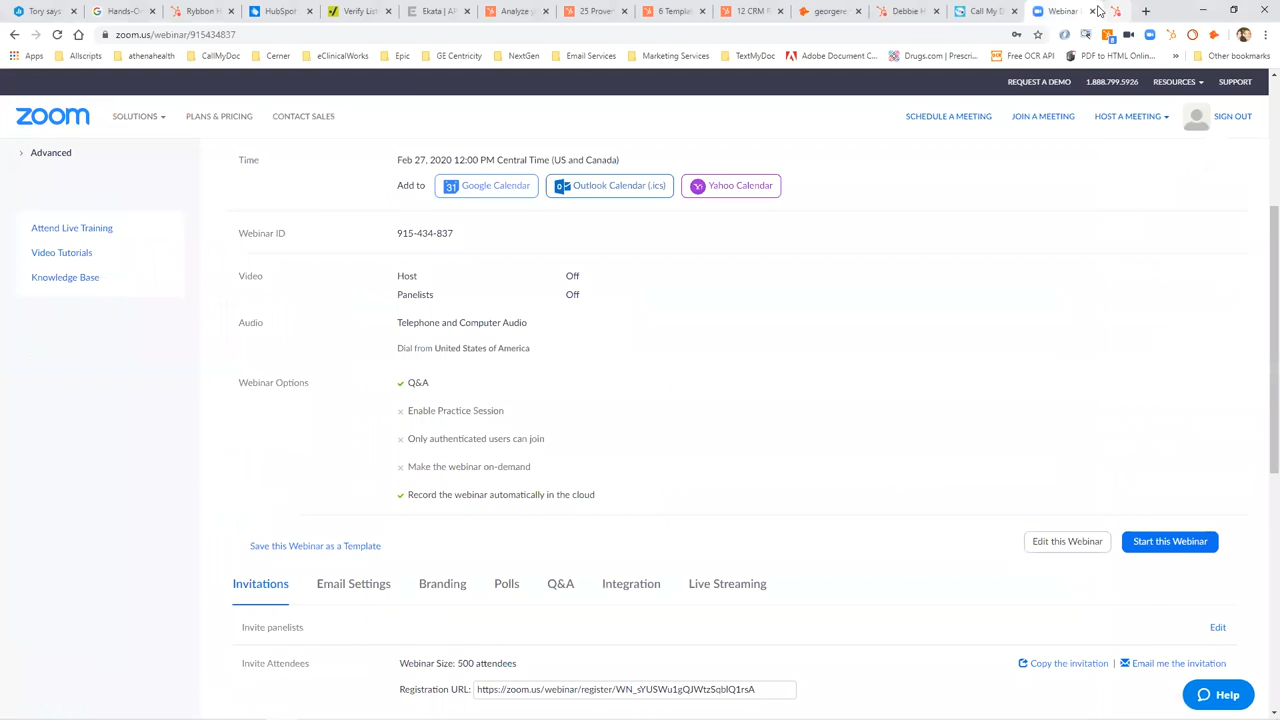 Tory says
Hands-O
Rybbon H
HubSpot
Verify List
Ekata | AP
Analyze y
25 Prover
6 Templat
12 CRM E
georgere
Debbie H
Call My D
Webinar I
zoom.us/webinar/915434837
Apps Allscripts athenahealth CallMyDoc Cerner eClinicalWorks Epic GE Centricity NextGen Email Services Marketing Services TextMyDoc Adobe Document C... Drugs.com | Prescri... Free OCR API PDF to HTML Onlin... » Other bookmarks
REQUEST A DEMO 1.888.799.5926 RESOURCES SUPPORT
zoom SOLUTIONS PLANS & PRICING CONTACT SALES SCHEDULE A MEETING JOIN A MEETING HOST A MEETING SIGN OUT
Advanced
Attend Live Training
Video Tutorials
Knowledge Base
Time Feb 27, 2020 12:00 PM Central Time (US and Canada)
Add to 31 Google Calendar Outlook Calendar (.ics) Yahoo Calendar
Webinar ID 915-434-837
Video Host Off
Panelists Off
Audio Telephone and Computer Audio
Dial from United States of America
Webinar Options Q&A
Enable Practice Session
Only authenticated users can join
Make the webinar on-demand
Record the webinar automatically in the cloud
Save this Webinar as a Template Edit this Webinar Start this Webinar
Invitations Email Settings Branding Polls Q&A Integration Live Streaming
Invite panelists Edit
Invite Attendees Webinar Size: 500 attendees Copy the invitation | Email me the invitation
Registration URL: https://zoom.us/webinar/register/WN_sYUSWu1gQJWtzSqblQ1rsA
Help